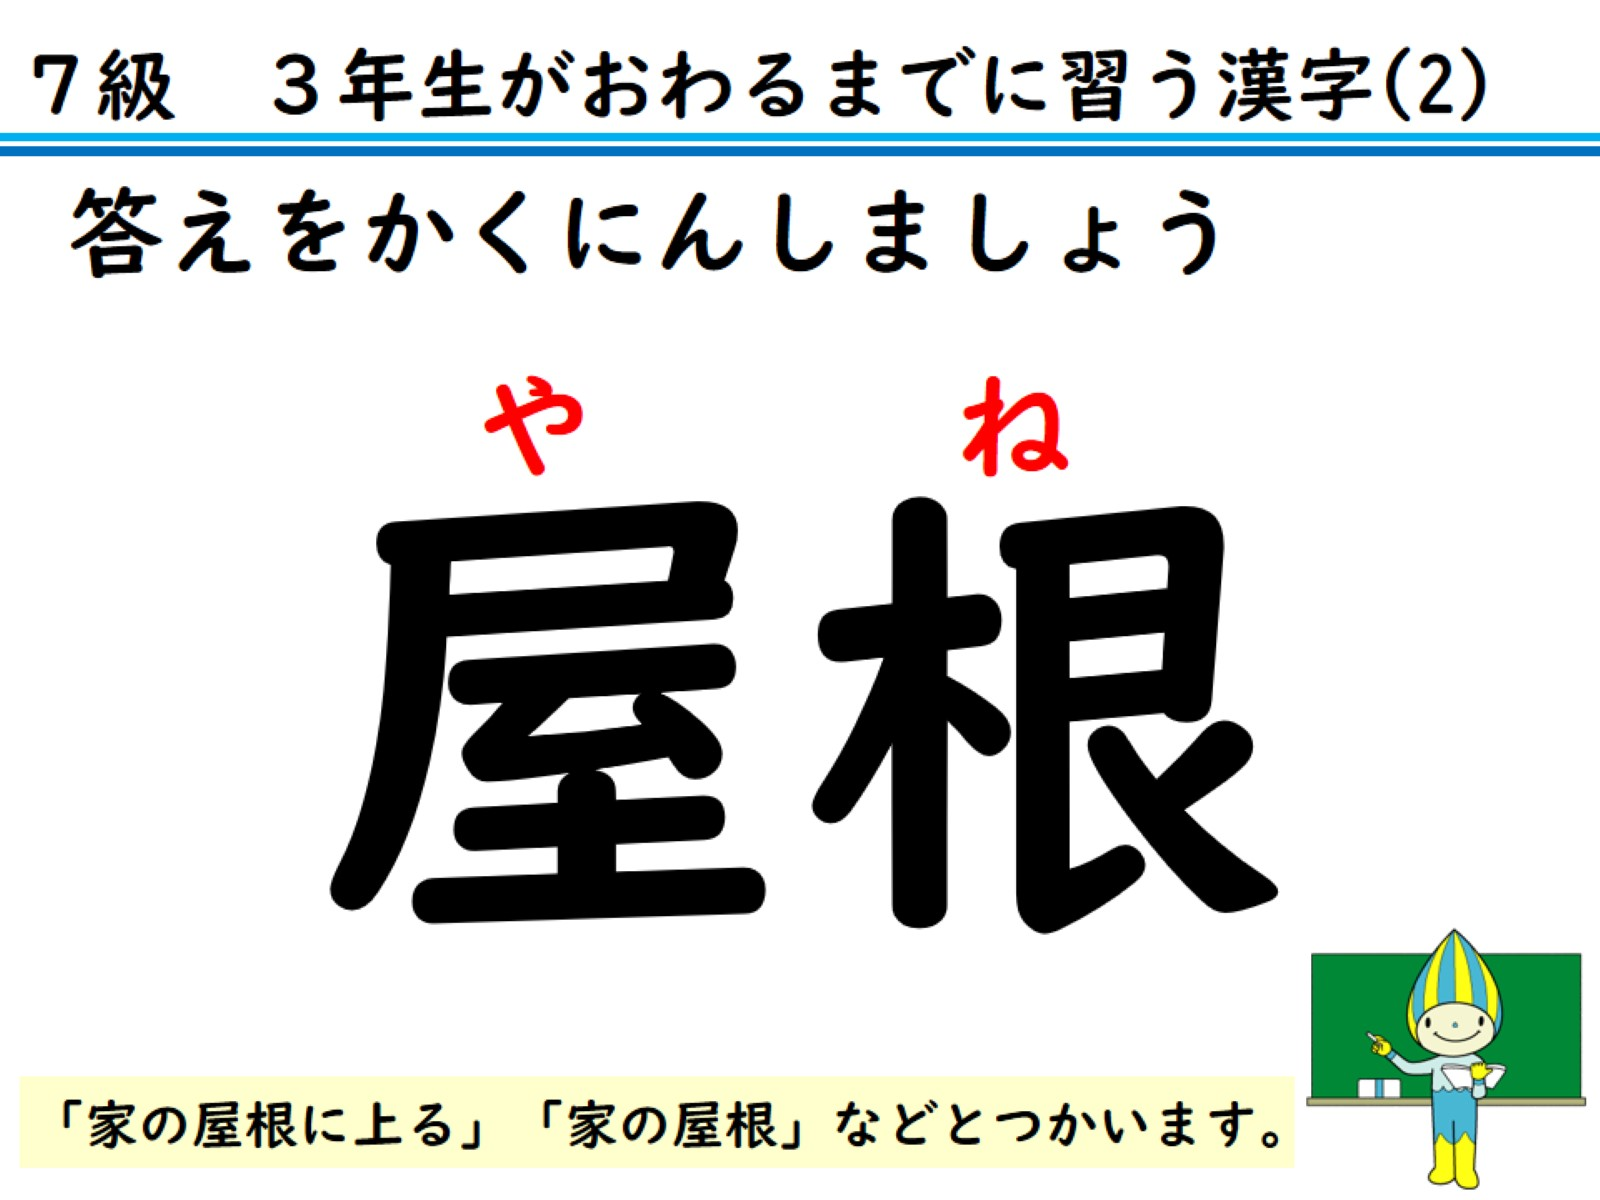 ７級　３年生がおわるまでに習う漢字(2)
答えをかくにんしましょう
や　ね
屋根
「家の屋根に上る」「家の屋根」などとつかいます。